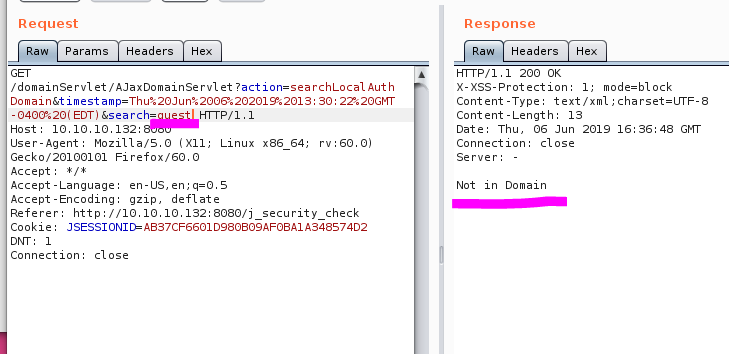 Request
Raw
Params
Headers
Hex
GET
/domainServlet/AJaxDomainServlet?action=searchLocalAuth
Domain&timestamp=Thu%20Jun%2006%202019%2013:30:22%20GMT
-0400%20(EDT)&search=guest HTTP/1.1
Host: 10.10.10.132:8080
User-Agent: Mozilla/5.0 (X11; Linux x86_64; rv:60.0)
Gecko/20100101 Firefox/60.0
Accept: */*
Accept-Language: en-US,en;q=0.5
Accept-Encoding: gzip, deflate
Referer: http://10.10.10.132:8080/j_security_check
Cookie: JSESSIONID=AB37CF6601D980B09AF0BA1A348574D2
DNT: 1
Connection: close
Response
Raw
Headers
Hex
HTTP/1.1 200 OK
X-XSS-Protection: 1; mode=block
Content-Type: text/xml;charset=UTF-8
Content-Length: 13
Date: Thu, 06 Jun 2019 16:36:48 GMT
Connection: close
Server: -
Not in Domain